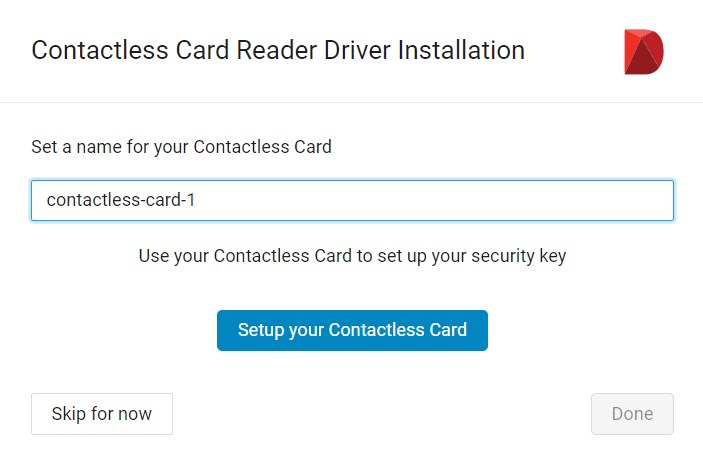 Contactless Card Reader Driver Installation
Set a name for your Contactless Card
contactless-card-1
Use your Contactless Card to set up your security key
Setup your Contactless Card
Skip for now
Done